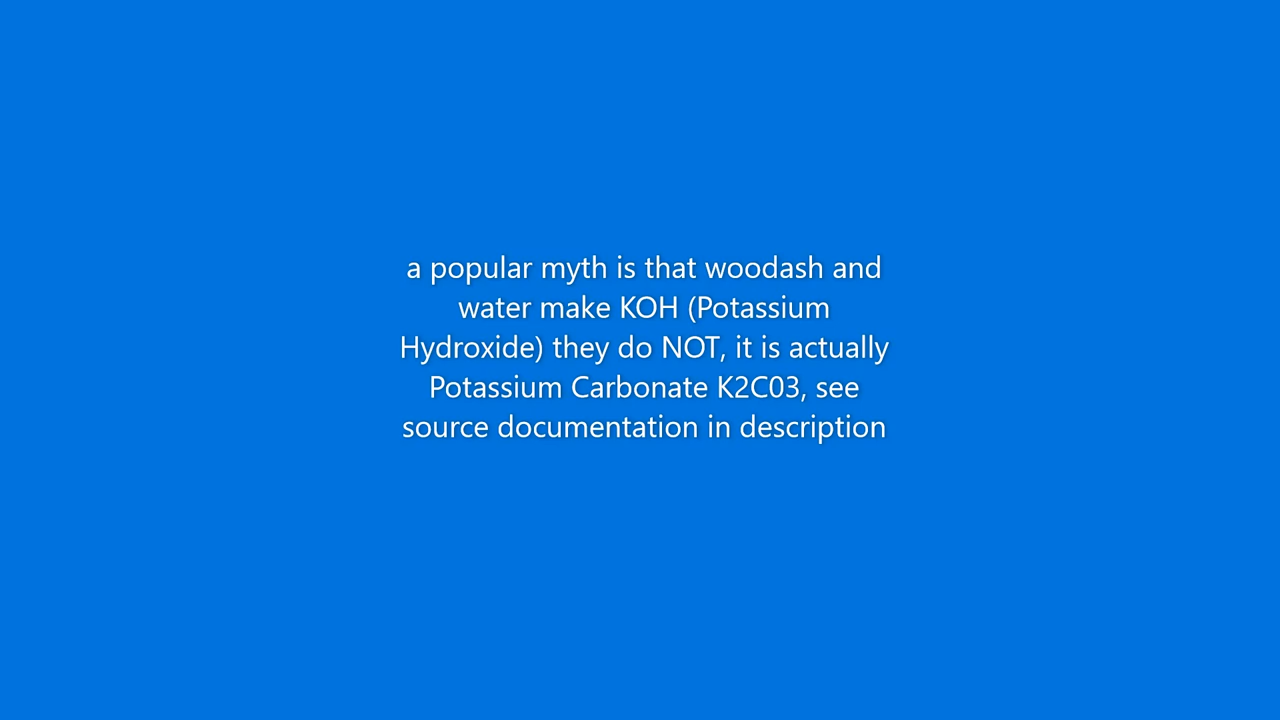 a popular myth is that woodash and
water make KOH (Potassium
Hydroxide) they do NOT, it is actually
Potassium Carbonate K2C03, see
source documentation in description